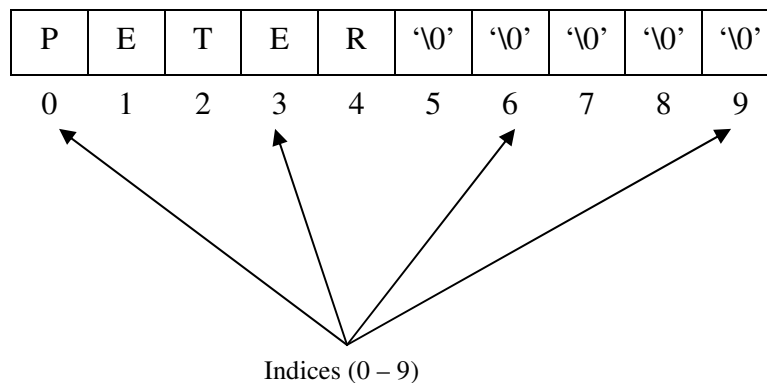 P E T E R ‘\0’ ‘\0’ ‘\0’ ‘\0’ ‘\0’
0 1 2 3 4 5 6 7 8 9
Indices (0 – 9)